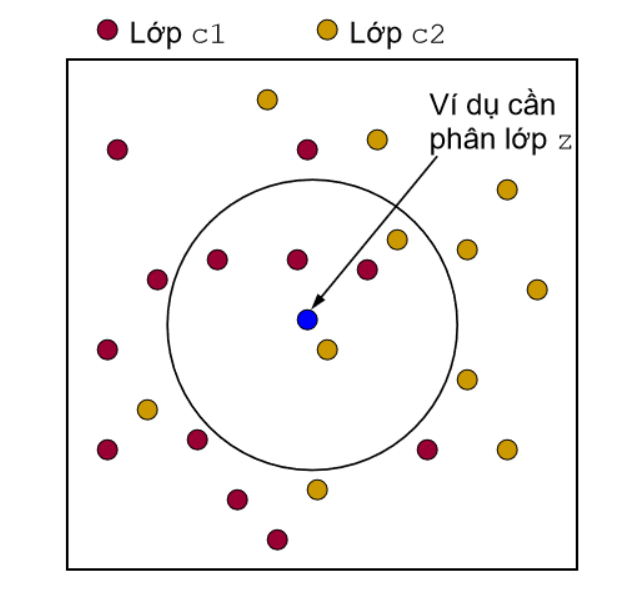 Lớp c1 Lớp c2
Ví dụ cần
phân lớp z